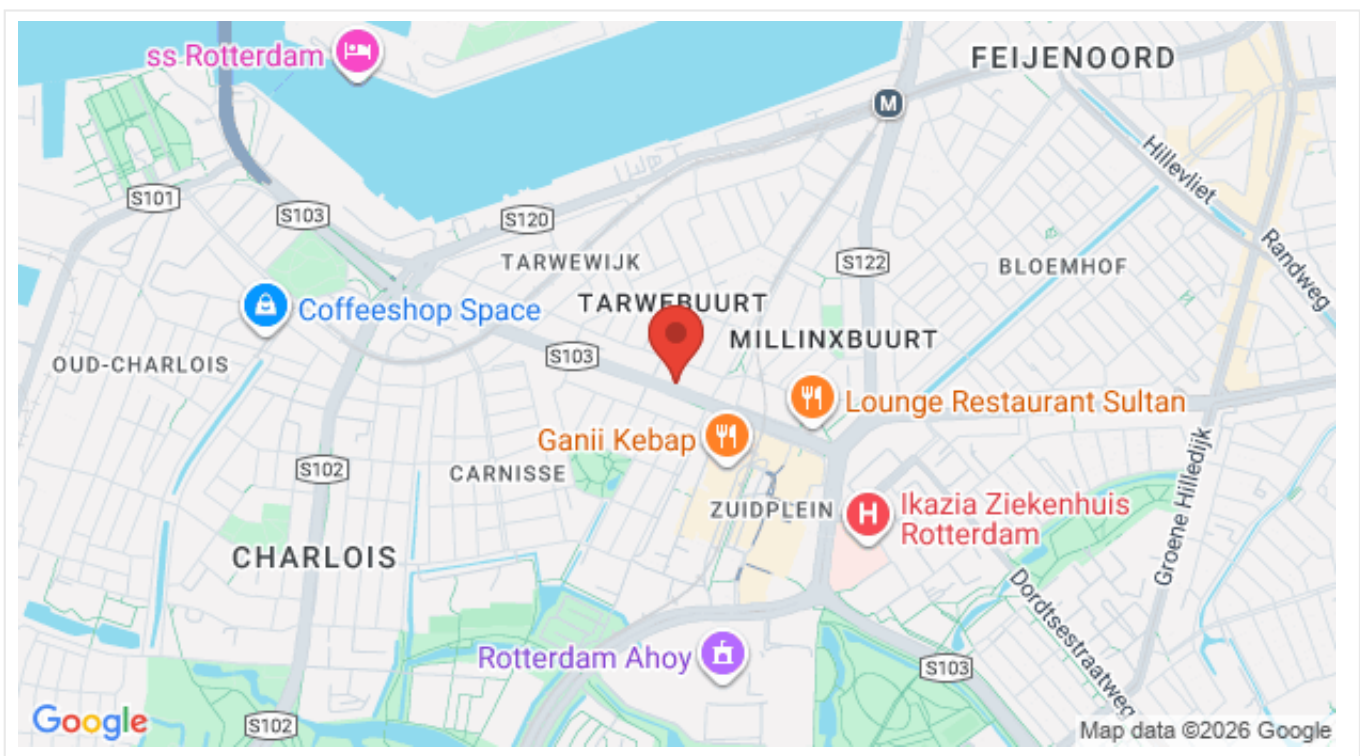 ss Rotterdam
FEIJENOORD
M
Hillevliet
S101
S103
S120
Randweg
TARWEWIJK
S122
BLOEMHOF
Coffeeshop Space
TARWEBUURT
MILLINXBUURT
OUD-CHARLOIS
S103
Lounge Restaurant Sultan
Ganii Kebap
S102
CARNISSE
Groene Hilledijk
ZUIDPLEIN
H
Ikazia Ziekenhuis
Rotterdam
CHARLOIS
Dordtsestraatweg
Rotterdam Ahoy
S103
Google
S102
Map data ©2026 Google